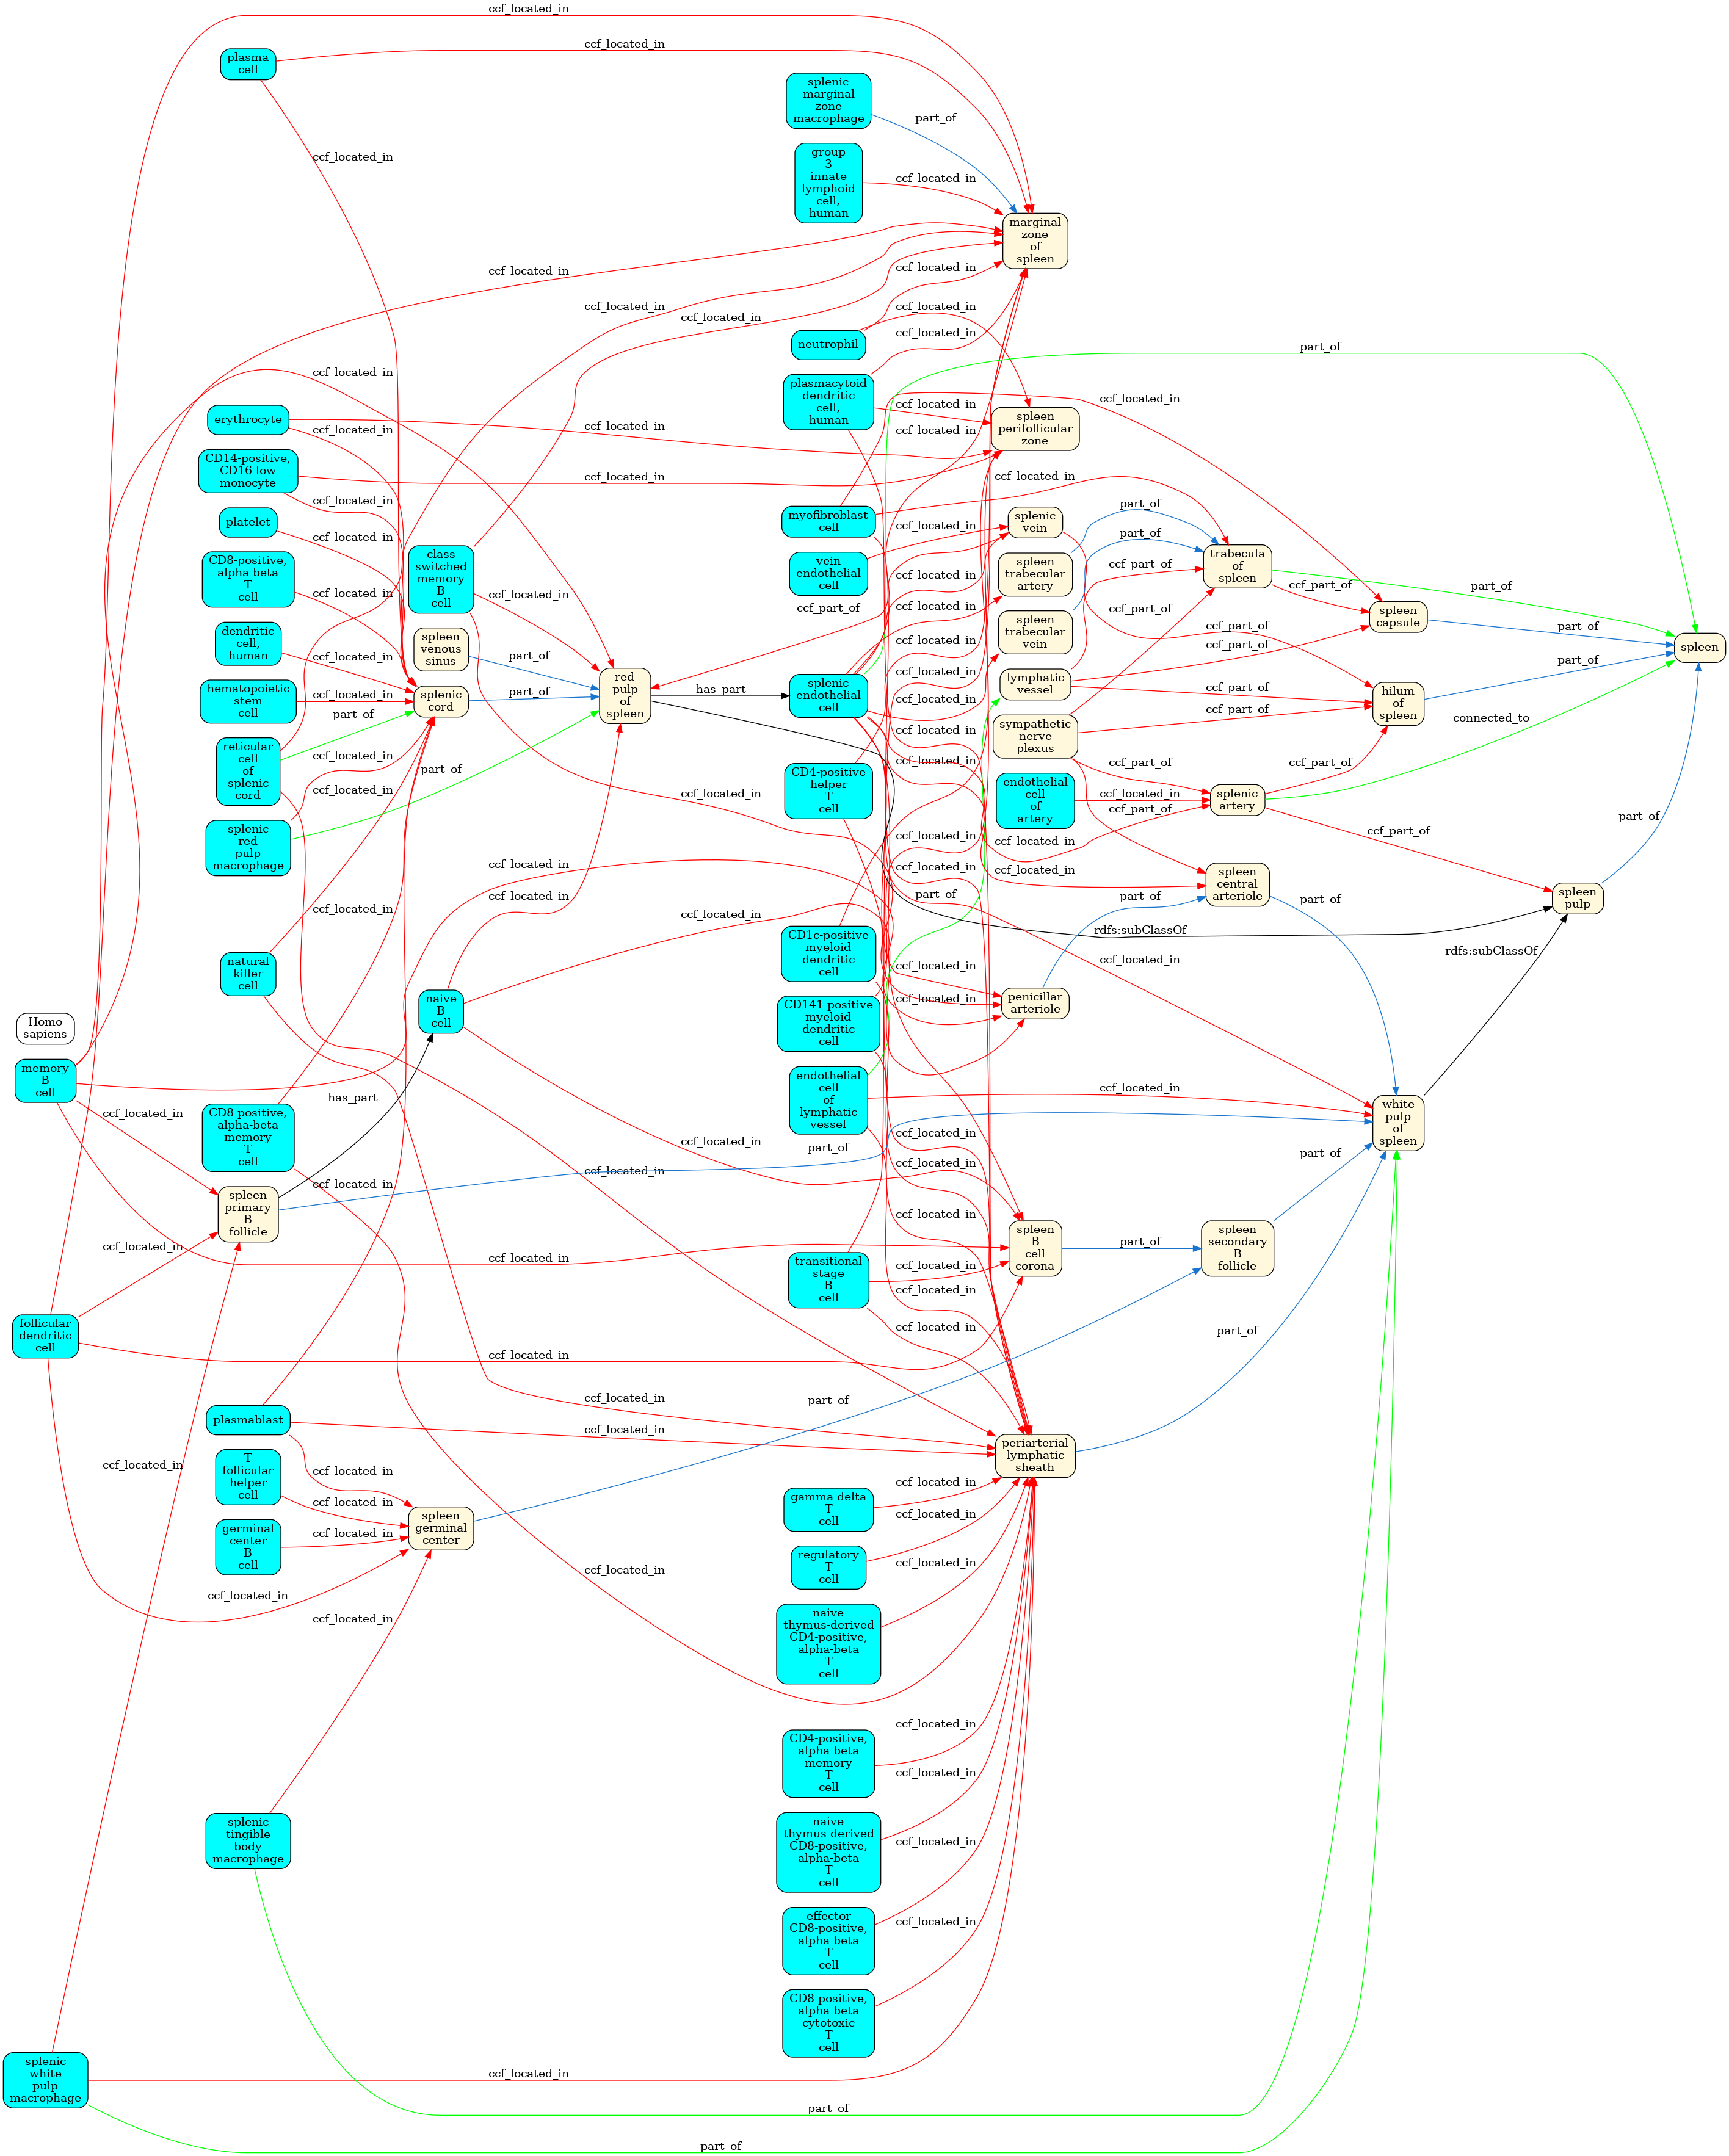 ccf_located_in
plasma
cell
ccf_located_in
splenic
marginal
zone
macrophage
part_of
ccf_located_in
group
3
innate
lymphoid
cell,
human
ccf_located_in
marginal
zone
of
spleen
ccf_located_in
ccf_located_in
ccf_located_in
ccf_located_in
neutrophil
ccf_located_in
ccf_located_in
part_of
ccf_located_in
plasmacytoid
dendritic
cell,
human
ccf_located_in
ccf_located_in
erythrocyte
ccf_located_in
ccf_located_in
spleen
perifollicular
zone
ccf_located_in
CD14-positive,
CD16-low
monocyte
ccf_located_in
ccf_located_in
ccf_located_in
platelet
ccf_located_in
myofibroblast
cell
ccf_located_in
splenic
vein
part_of
part_of
CD8-positive,
alpha-beta
T
cell
ccf_located_in
class
switched
memory
B
cell
ccf_located_in
vein
endothelial
cell
ccf_located_in
spleen
trabecular
artery
ccf_part_of
trabecula
of
spleen
part_of
ccf_part_of
ccf_part_of
ccf_part_of
ccf_located_in
spleen
capsule
part_of
dendritic
cell,
human
ccf_located_in
spleen
venous
sinus
part_of
spleen
trabecular
vein
ccf_part_of
ccf_part_of
spleen
ccf_located_in
part_of
hematopoietic
stem
cell
ccf_located_in
splenic
cord
part_of
red
pulp
of
spleen
has_part
splenic
endothelial
cell
ccf_located_in
ccf_located_in
lymphatic
vessel
ccf_part_of
ccf_part_of
hilum
of
spleen
part_of
reticular
cell
of
splenic
cord
ccf_located_in
part_of
ccf_located_in
ccf_located_in
sympathetic
nerve
plexus
connected_to
ccf_located_in
CD4-positive
helper
T
cell
ccf_located_in
ccf_located_in
ccf_part_of
ccf_part_of
endothelial
cell
of
artery
ccf_located_in
ccf_part_of
splenic
artery
splenic
red
pulp
macrophage
ccf_located_in
ccf_located_in
ccf_located_in
ccf_part_of
part_of
ccf_located_in
ccf_located_in
ccf_located_in
ccf_located_in
part_of
part_of
spleen
central
arteriole
part_of
spleen
pulp
ccf_located_in
rdfs:subClassOf
CD1c-positive
myeloid
dendritic
cell
rdfs:subClassOf
natural
killer
cell
ccf_located_in
ccf_located_in
naive
B
cell
ccf_located_in
penicillar
arteriole
CD141-positive
myeloid
dendritic
cell
Homo
sapiens
memory
B
cell
ccf_located_in
has_part
endothelial
cell
of
lymphatic
vessel
ccf_located_in
white
pulp
of
spleen
CD8-positive,
alpha-beta
memory
T
cell
ccf_located_in
ccf_located_in
part_of
part_of
ccf_located_in
ccf_located_in
ccf_located_in
spleen
primary
B
follicle
ccf_located_in
ccf_located_in
ccf_located_in
spleen
B
cell
corona
part_of
spleen
secondary
B
follicle
transitional
stage
B
cell
ccf_located_in
ccf_located_in
ccf_located_in
follicular
dendritic
cell
ccf_located_in
part_of
ccf_located_in
part_of
plasmablast
ccf_located_in
periarterial
lymphatic
sheath
T
follicular
helper
cell
ccf_located_in
ccf_located_in
ccf_located_in
gamma-delta
T
cell
ccf_located_in
ccf_located_in
spleen
germinal
center
germinal
center
B
cell
ccf_located_in
regulatory
T
cell
ccf_located_in
ccf_located_in
ccf_located_in
ccf_located_in
naive
thymus-derived
CD4-positive,
alpha-beta
T
cell
ccf_located_in
CD4-positive,
alpha-beta
memory
T
cell
ccf_located_in
splenic
tingible
body
macrophage
naive
thymus-derived
CD8-positive,
alpha-beta
T
cell
ccf_located_in
effector
CD8-positive,
alpha-beta
T
cell
ccf_located_in
CD8-positive,
alpha-beta
cytotoxic
T
cell
splenic
white
pulp
macrophage
ccf_located_in
part_of
part_of